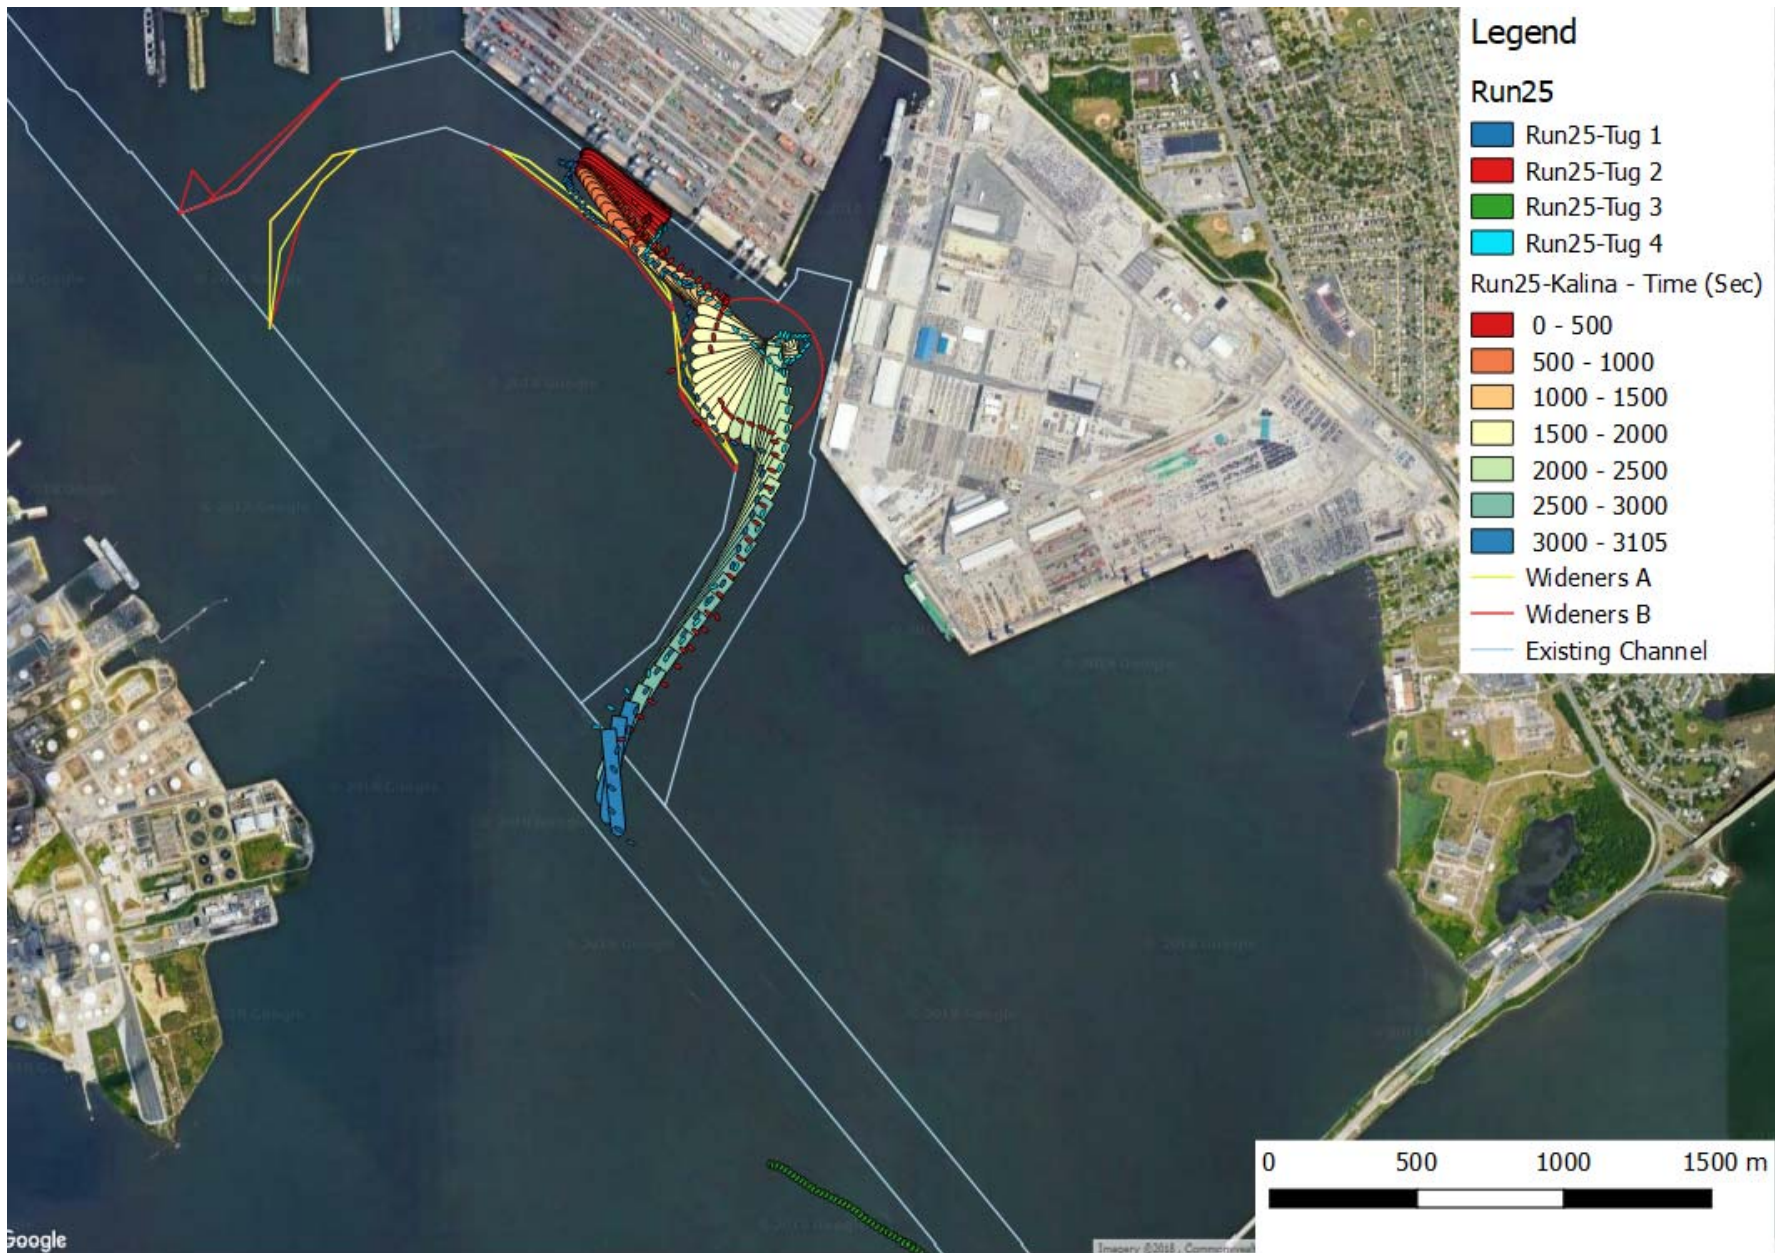 Legend
Run25
Run25-Tug 1
Run25-Tug 2
Run25-Tug 3
Run25-Tug 4
Run25-Kalina - Time (Sec)
0 - 500
500 - 1000
1000 - 1500
1500 - 2000
2000 - 2500
2500 - 3000
3000 - 3105
Wideners A
Wideners B
Existing Channel
0 500 1000 1500 m
Google
Imagery ©2018 ,